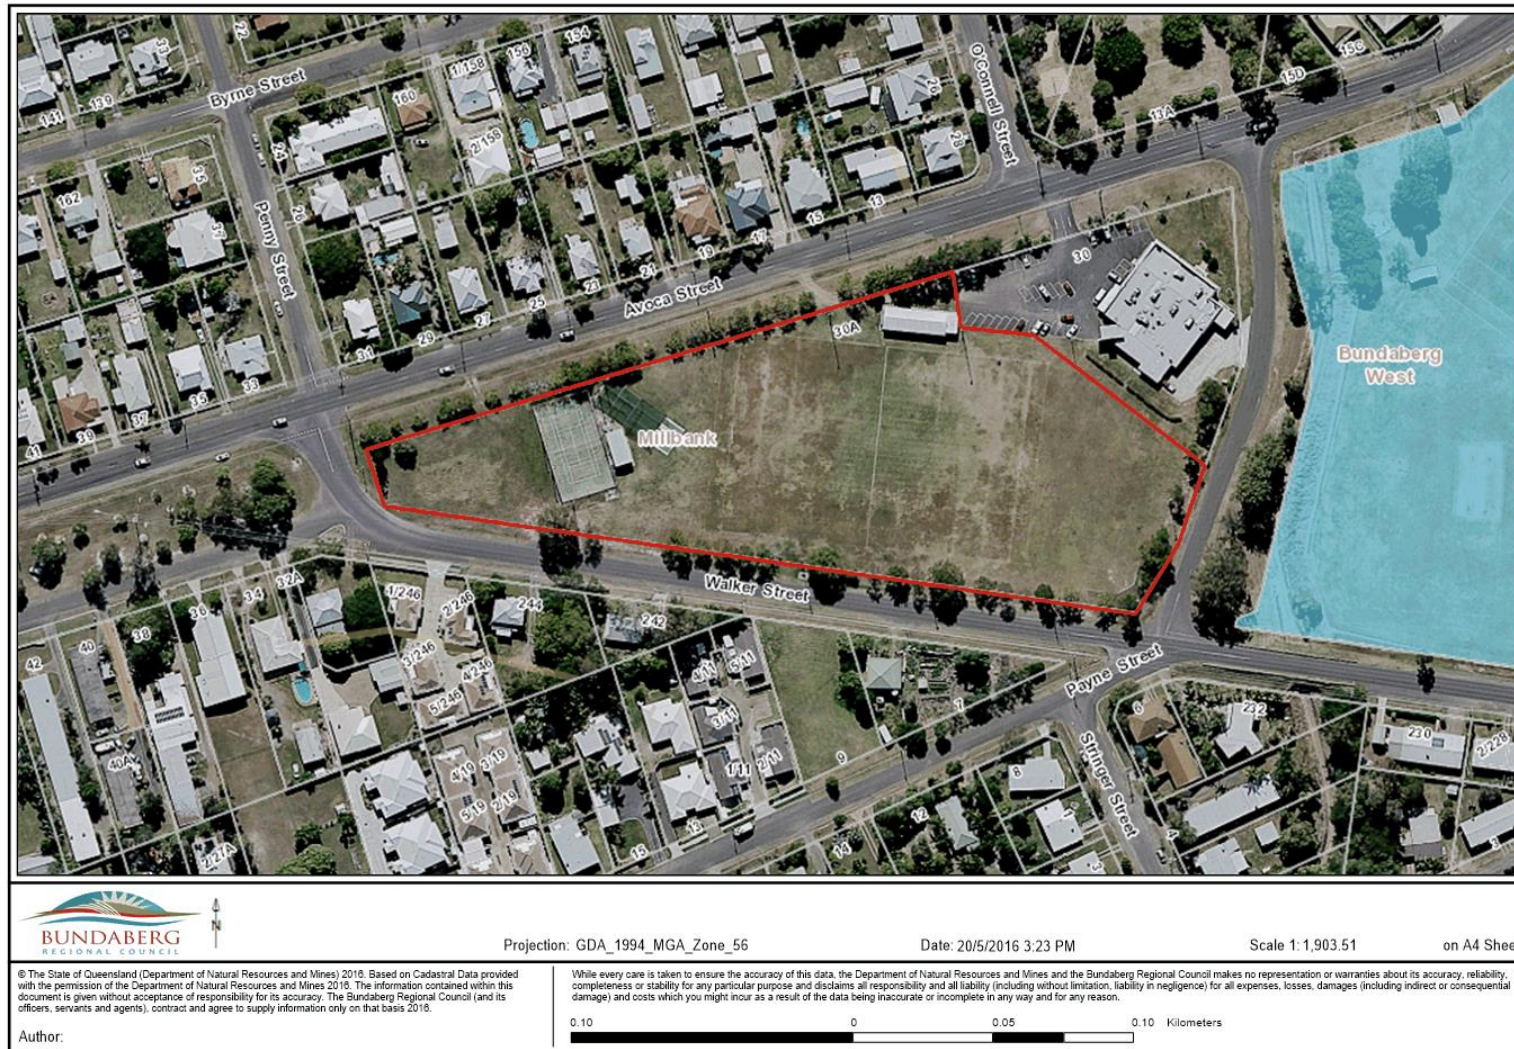 22
33
139
141
Byrne Street
154
156
1/158
160
2/158
24
26
28
O'Connell Street
15C
15D
13A
35
37
162
Penny Street
20
13
15
17
19
21
23
25
27
29
31
33
35
37
39
41
Avoca Street
30
30A
Millbank
Bundaberg
West
Walker Street
Payne Street
Stringer Street
32A
34
36
38
40
42
40A
2/27A
1/246
2/246
3/246
4/246
5/246
244
242
4/11
5/11
3/11
1/11
2/11
4/19
3/19
5/19
2/19
13
15
9
7
12
14
8
1
3
4
6
232
230
2/228
3
BUNDABERG
REGIONAL COUNCIL
N
Projection: GDA_1994_MGA_Zone_56
Date: 20/5/2016 3:23 PM
Scale 1: 1,903.51
on A4 Shee
© The State of Queensland (Department of Natural Resources and Mines) 2016. Based on Cadastral Data provided
with the permission of the Department of Natural Resources and Mines 2016. The information contained within this
document is given without acceptance of responsibility for its accuracy. The Bundaberg Regional Council (and its
officers, servants and agents), contract and agree to supply information only on that basis 2016.
Author:
While every care is taken to ensure the accuracy of this data, the Department of Natural Resources and Mines and the Bundaberg Regional Council makes no representation or warranties about its accuracy, reliability,
completeness or stability for any particular purpose and disclaims all responsibility and all liability (including without limitation, liability in negligence) for all expenses, losses, damages (including indirect or consequential
damage) and costs which you might incur as a result of the data being inaccurate or incomplete in any way and for any reason.
0.10 0 0.05 0.10 Kilometers